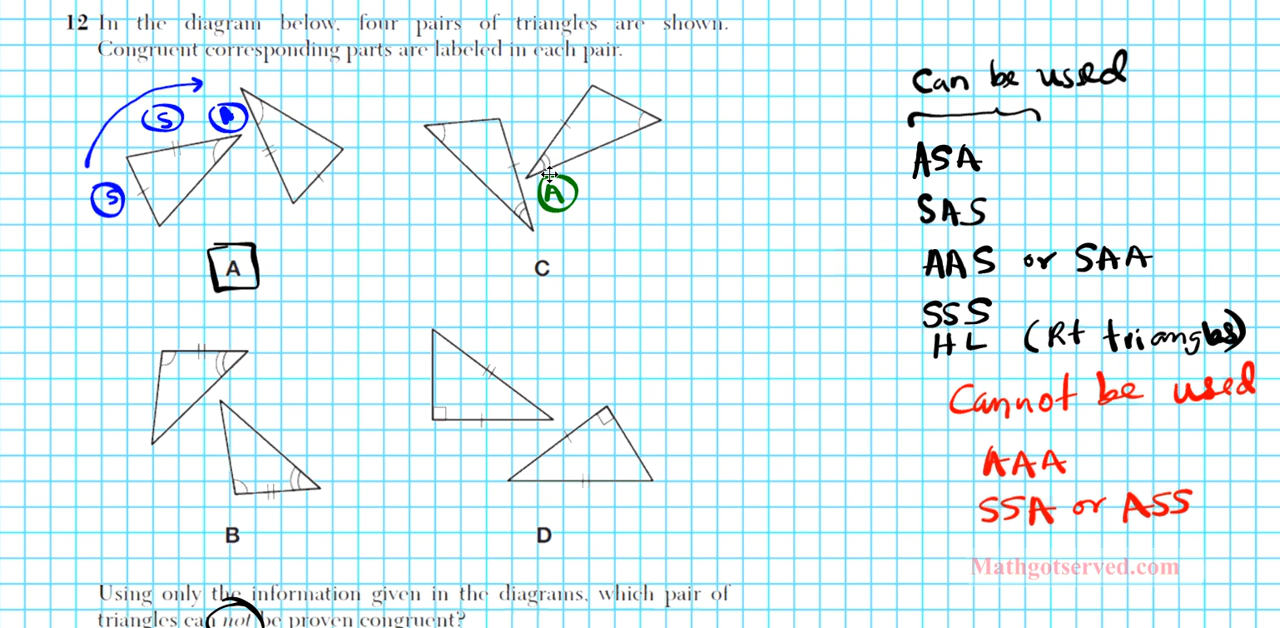 12 In the diagram below, four pairs of triangles are shown.
Congruent corresponding parts are labeled in each pair.
S
S
A
A
A
C
B
D
Using only the information given in the diagrams, which pair of
triangles can not be proven congruent?
Can be used
ASA
SAS
AAS or SAA
SSS
HL (Rt triangles)
Cannot be used
AAA
SSA or ASS
Mathgotserved.com